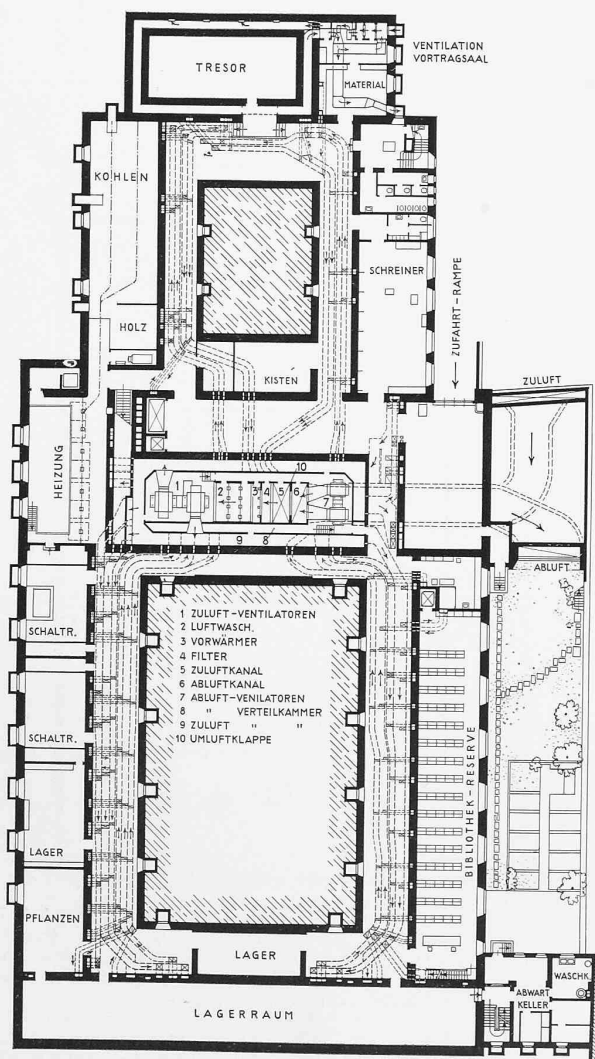 TRESOR
VENTILATION
VORTRAGSAAL
MATERIAL
KOHLEN
SCHREINER
ZUFAHRT-RAMPE
HOLZ
KISTEN
ZULUFT
HEIZUNG
10
1 2 3 4 5 6 7
9 8
ABLUFT
SCHALTR.
1 ZULUFT-VENTILATOREN
2 LUFTWASCH.
3 VORWÄRMER
4 FILTER
5 ZULUFTKANAL
6 ABLUFTKANAL
7 ABLUFT-VENILATOREN
8 " VERTEILKAMMER
9 ZULUFT " "
10 UMLUFTKLAPPE
SCHALTR.
BIBLIOTHEK-RESERVE
LAGER
PFLANZEN
LAGER
WASCHK.
ABWART
KELLER
LAGERRAUM